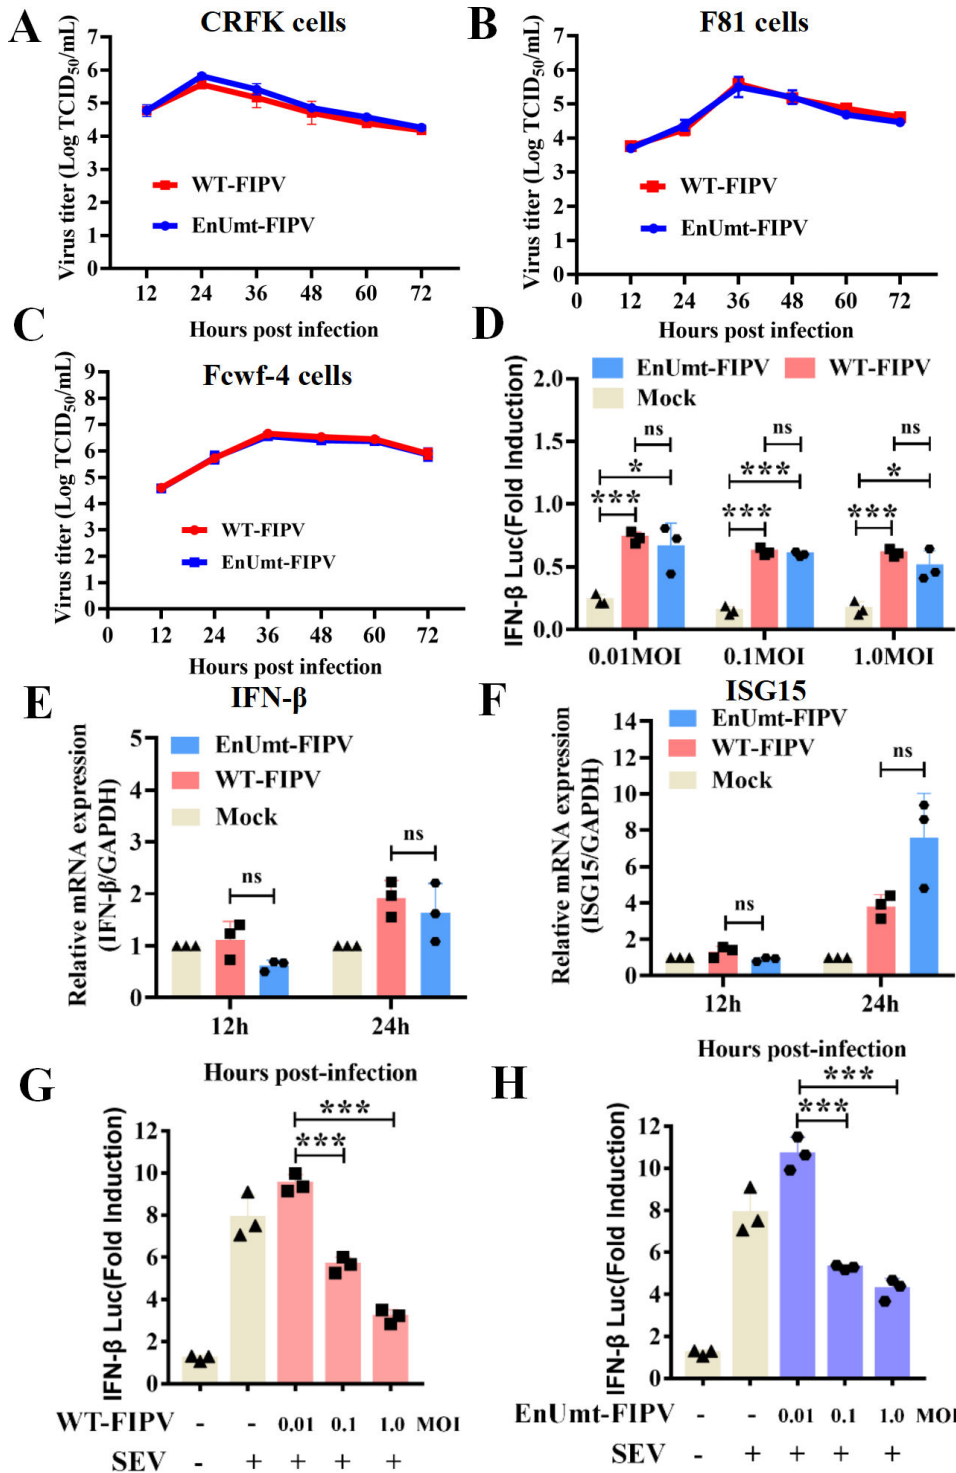 A
CRFK cells
Virus titer (Log TCID50/mL)
7
6
5
4
3
2
1
0
WT-FIPV
EnUmt-FIPV
12 24 36 48 60 72
Hours post infection
B
F81 cells
Virus titer (Log TCID50/mL)
7
6
5
4
3
2
1
0
WT-FIPV
EnUmt-FIPV
0 12 24 36 48 60 72
Hours post infection
C
Fcwf-4 cells
Virus titer (Log TCID50/mL)
9
8
7
6
5
4
3
2
1
0
WT-FIPV
EnUmt-FIPV
0 12 24 36 48 60 72
Hours post infection
D
EnUmt-FIPV WT-FIPV
Mock
IFN-β Luc(Fold Induction)
2.0
1.5
1.0
0.5
0.0
ns ns ns
* *** *
*** *** ***
0.01MOI 0.1MOI 1.0MOI
E
IFN-β
Relative mRNA expression
(IFN-β/GAPDH)
5
4
3
2
1
0
EnUmt-FIPV
WT-FIPV
Mock
ns ns
12h 24h
Hours post-infection
F
ISG15
Relative mRNA expression
(ISG15/GAPDH)
14
12
10
8
6
4
2
0
EnUmt-FIPV
WT-FIPV
Mock
ns ns
12h 24h
Hours post-infection
G
IFN-β Luc(Fold Induction)
12
10
8
6
4
2
0
***
***
WT-FIPV - - 0.01 0.1 1.0 MOI
SEV - + + + +
H
IFN-β Luc(Fold Induction)
12
10
8
6
4
2
0
***
***
EnUmt-FIPV - - 0.01 0.1 1.0 MOI
SEV - + + + +